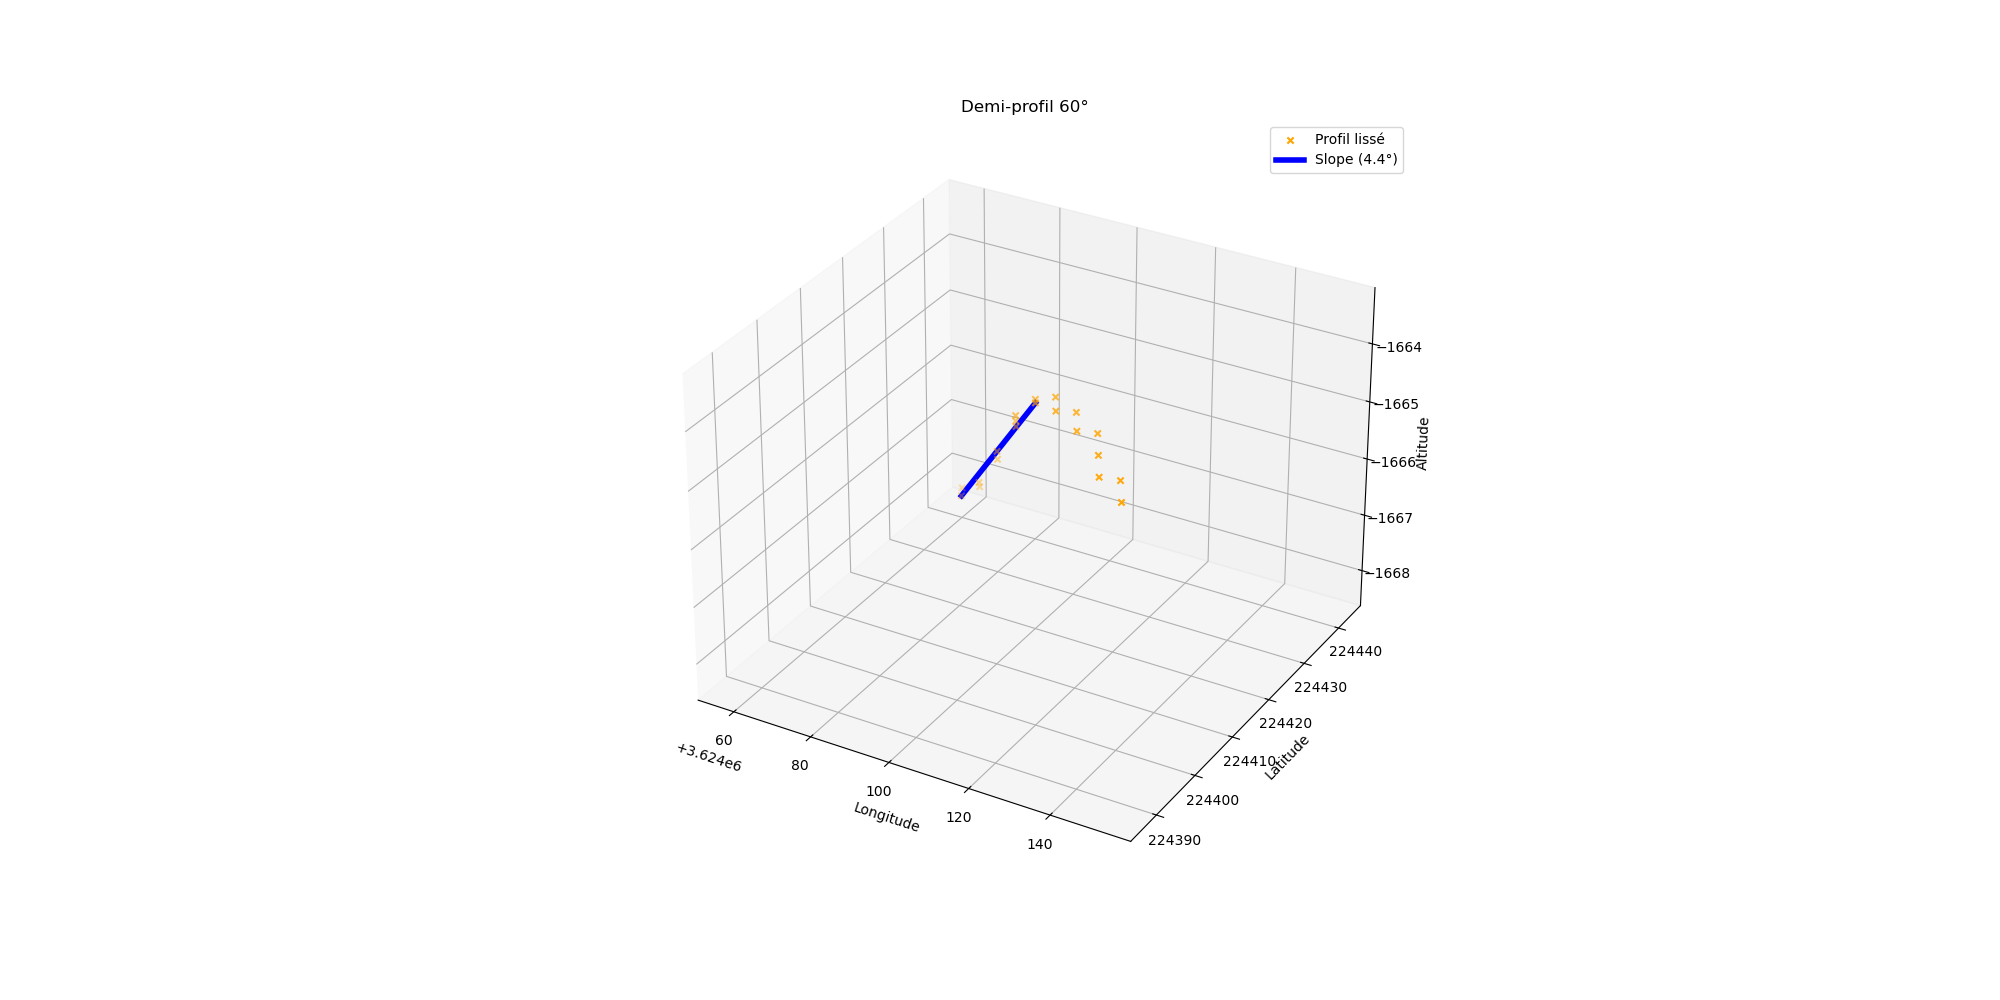 Demi-profil 60°
Profil lissé
Slope (4.4°)
−1664
−1665
−1666
−1667
−1668
Altitude
224440
224430
224420
224410
224400
224390
Latitude
60
80
100
120
140
+3.624e6
Longitude